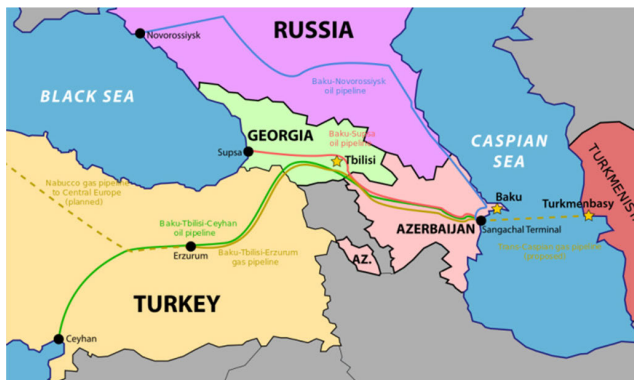 RUSSIA
Novorossiysk
Baku-Novorossiysk
oil pipeline
BLACK SEA
GEORGIA
Baku-Supsa
oil pipeline
CASPIAN
SEA
Supsa
Tbilisi
TURKMENIST
Nabucco gas pipeline
to Central Europe
(planned)
Baku
Turkmenbasy
Baku-Tbilisi-Ceyhan
oil pipeline
AZERBAIJAN
Sangachal Terminal
Trans-Caspian gas pipeline
(proposed)
Erzurum
Baku-Tbilisi-Erzurum
gas pipeline
AZ.
TURKEY
Ceyhan